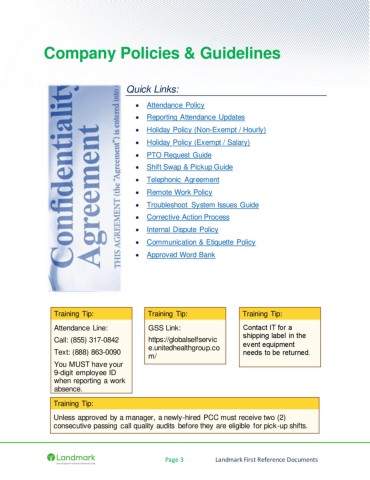 Company Policies & Guidelines
Quick Links:
• Attendance Policy
• Reporting Attendance Updates
• Holiday Policy (Non-Exempt / Hourly)
• Holiday Policy (Exempt / Salary)
• PTO Request Guide
• Shift Swap & Pickup Guide
• Telephonic Agreement
• Remote Work Policy
• Troubleshoot System Issues Guide
• Corrective Action Process
• Internal Dispute Policy
• Communication & Etiquette Policy
• Approved Word Bank
Confidentiality
Agreement
THIS AGREEMENT (the "Agreement") is entered into
Training Tip:
Attendance Line:
Call: (855) 317-0842
Text: (888) 863-0090
You MUST have your
9-digit employee ID
when reporting a work
absence.
Training Tip:
GSS Link:
https://globalselfservic
e.unitedhealthgroup.co
m/
Training Tip:
Contact IT for a
shipping label in the
event equipment
needs to be returned.
Training Tip:
Unless approved by a manager, a newly-hired PCC must receive two (2)
consecutive passing call quality audits before they are eligible for pick-up shifts.
Landmark
Page 3
Landmark First Reference Documents